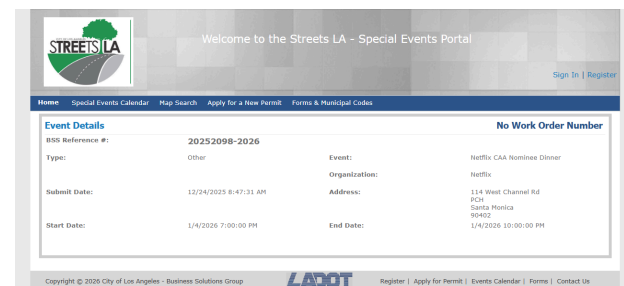 STREETS LA
Welcome to the Streets LA - Special Events Portal
Sign In | Register
Home Special Events Calendar Map Search Apply for a New Permit Forms & Municipal Codes
Event Details No Work Order Number
BSS Reference #: 20252098-2026
Type: Other Event: Netflix CAA Nominee Dinner
Organization: Netflix
Submit Date: 12/24/2025 8:47:31 AM Address: 114 West Channel Rd
PCH
Santa Monica
90402
Start Date: 1/4/2026 7:00:00 PM End Date: 1/4/2026 10:00:00 PM
Copyright © 2026 City of Los Angeles - Business Solutions Group LADOT Register | Apply for Permit | Events Calendar | Forms | Contact Us